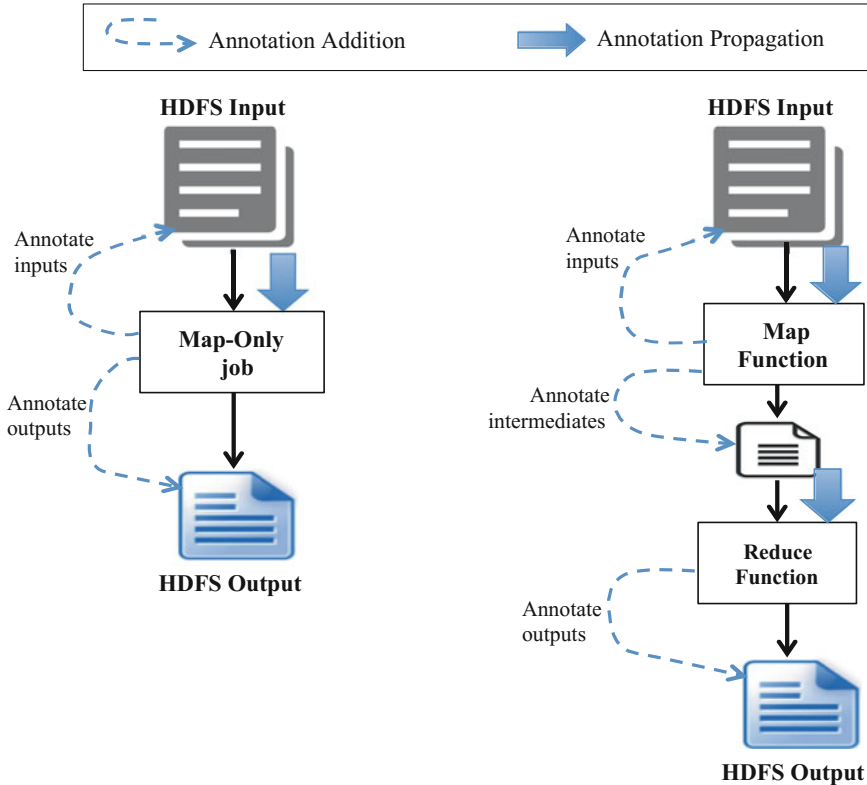 Annotation Addition
Annotation Propagation
HDFS Input
Annotate
inputs
Map-Only
job
Annotate
outputs
HDFS Output
HDFS Input
Annotate
inputs
Map
Function
Annotate
intermediates
Reduce
Function
Annotate
outputs
HDFS Output